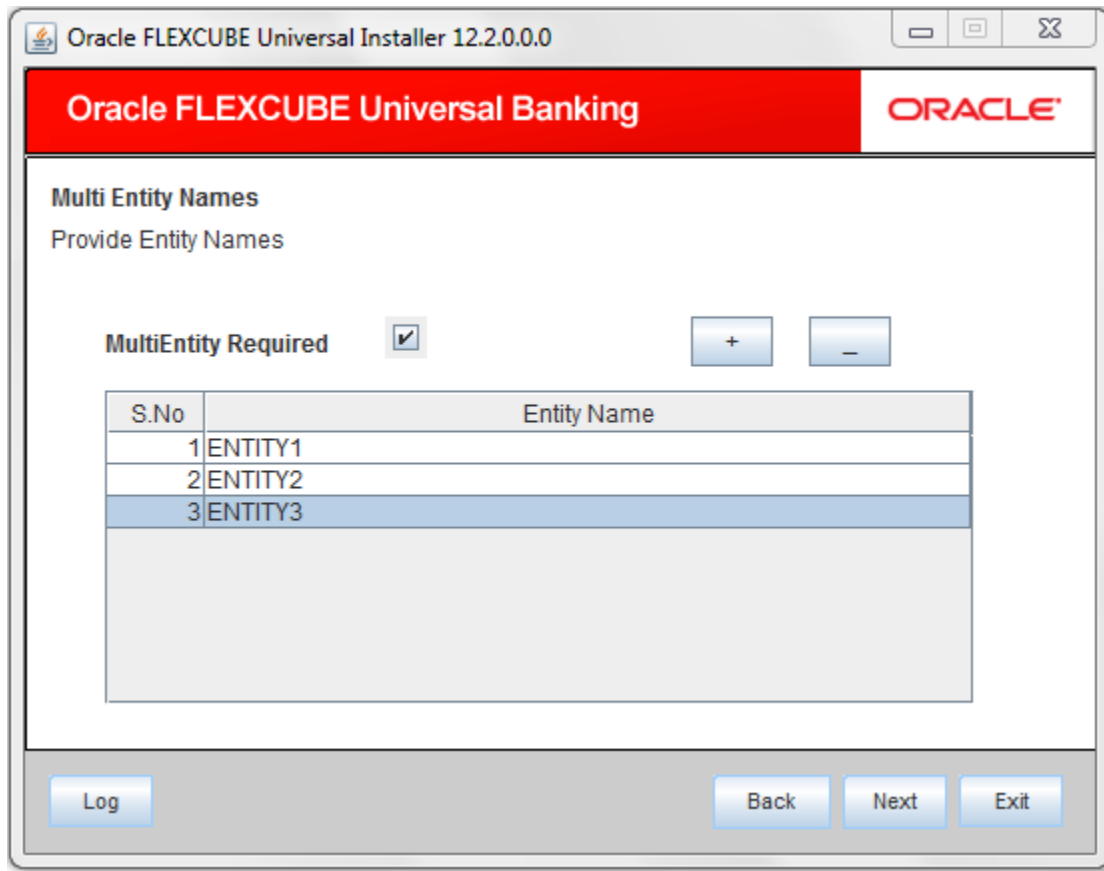 Oracle FLEXCUBE Universal Installer 12.2.0.0.0
Oracle FLEXCUBE Universal Banking
ORACLE
Multi Entity Names
Provide Entity Names
MultiEntity Required + _
S.No Entity Name
1 ENTITY1
2 ENTITY2
3 ENTITY3
Log Back Next Exit